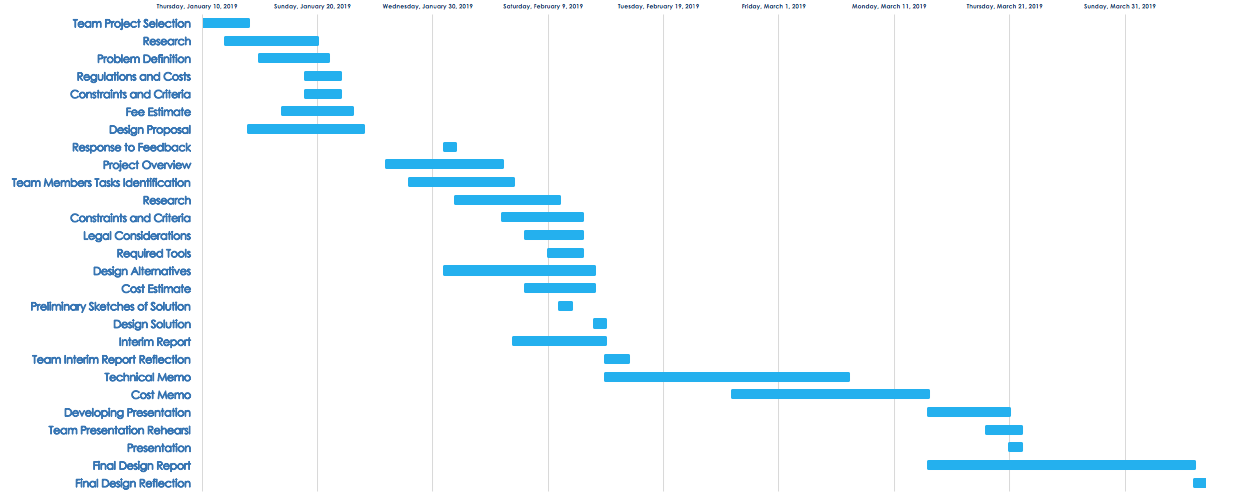 Thursday, January 10, 2019 Sunday, January 20, 2019 Wednesday, January 30, 2019 Saturday, February 9, 2019 Tuesday, February 19, 2019 Friday, March 1, 2019 Monday, March 11, 2019 Thursday, March 21, 2019 Sunday, March 31, 2019
Team Project Selection
Research
Problem Definition
Regulations and Costs
Constraints and Criteria
Fee Estimate
Design Proposal
Response to Feedback
Project Overview
Team Members Tasks Identification
Research
Constraints and Criteria
Legal Considerations
Required Tools
Design Alternatives
Cost Estimate
Preliminary Sketches of Solution
Design Solution
Interim Report
Team Interim Report Reflection
Technical Memo
Cost Memo
Developing Presentation
Team Presentation Rehearsl
Presentation
Final Design Report
Final Design Reflection